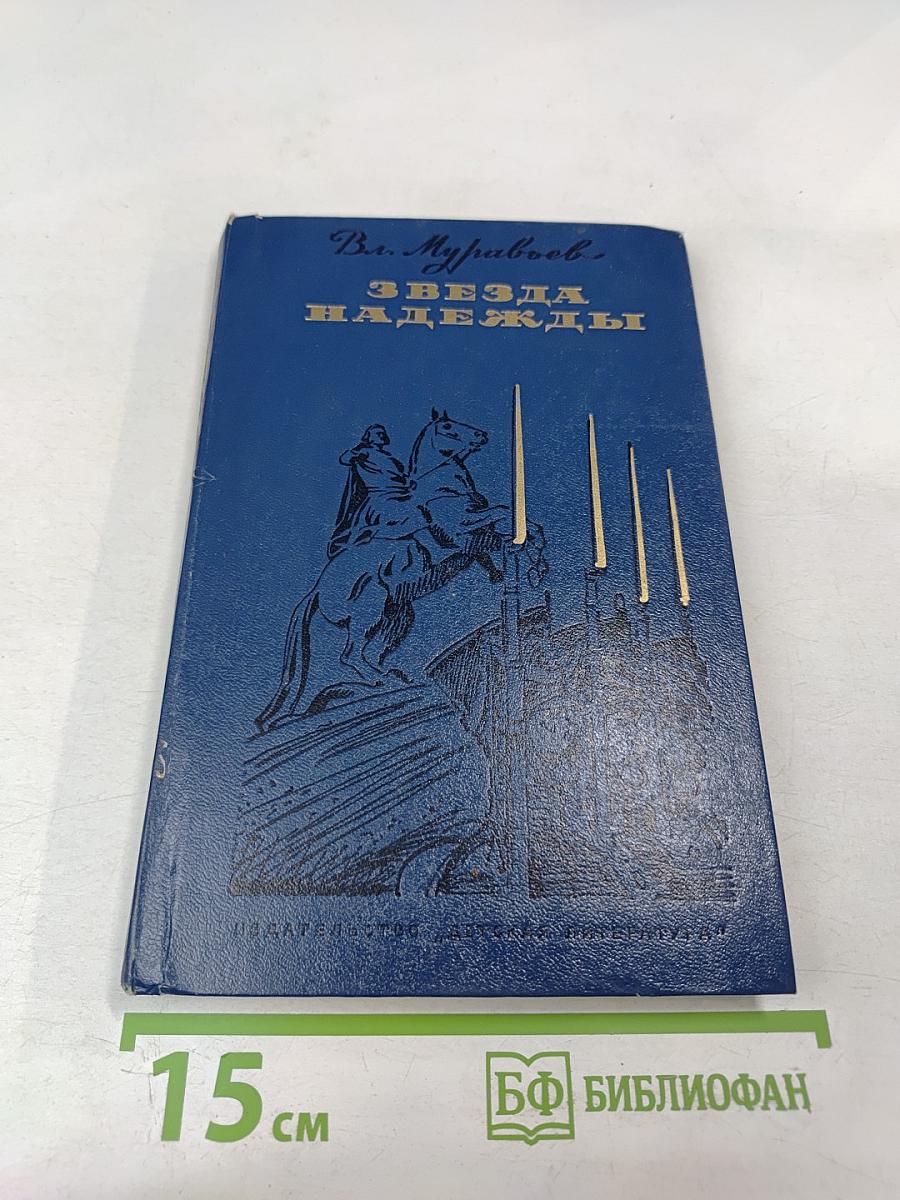 Вл. Муравьев
ЗВЕЗДА
НАДЕЖДЫ
ИЗДАТЕЛЬСТВО „ДЕТСКАЯ ЛИТЕРАТУРА“
15 см
БФ БИБЛИОФАН